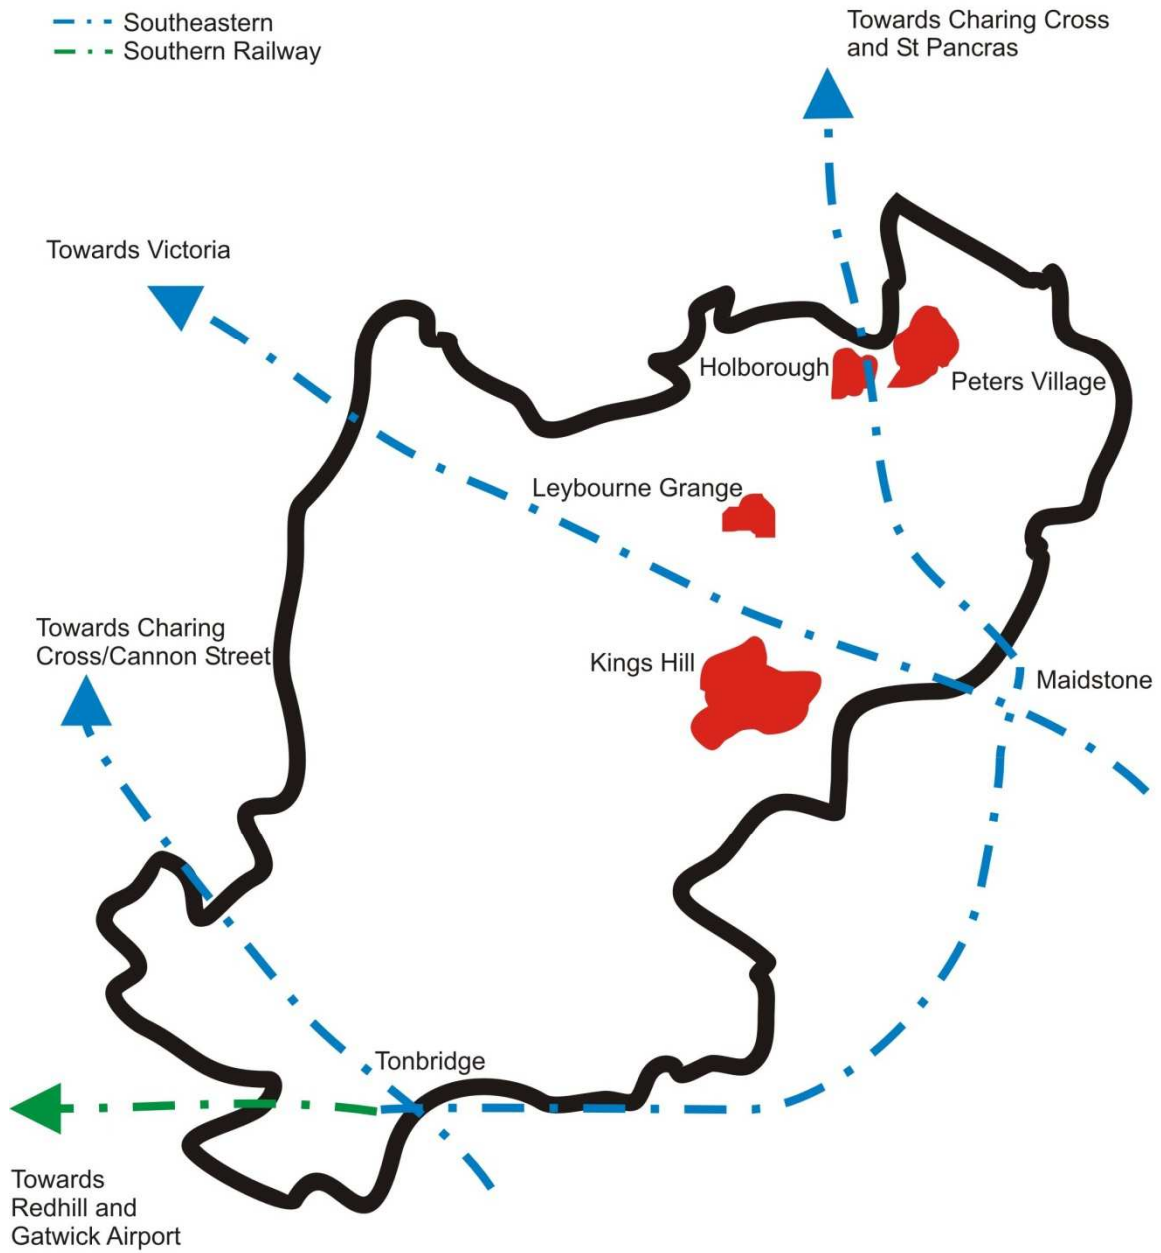 Southeastern
Southern Railway
Towards Charing Cross
and St Pancras
Towards Victoria
Holborough
Peters Village
Leybourne Grange
Towards Charing
Cross/Cannon Street
Kings Hill
Maidstone
Tonbridge
Towards
Redhill and
Gatwick Airport